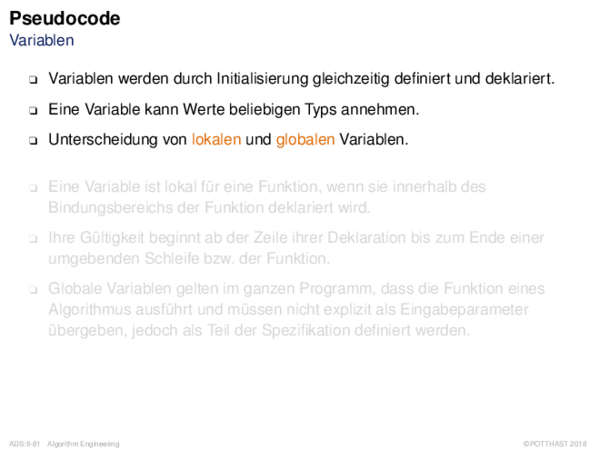 Pseudocode
Variablen
❑ Variablen werden durch Initialisierung gleichzeitig definiert und deklariert.
❑ Eine Variable kann Werte beliebigen Typs annehmen.
❑ Unterscheidung von lokalen und globalen Variablen.
❑ Eine Variable ist lokal für eine Funktion, wenn sie innerhalb des
Bindungsbereichs der Funktion deklariert wird.
❑ Ihre Gültigkeit beginnt ab der Zeile ihrer Deklaration bis zum Ende einer
umgebenden Schleife bzw. der Funktion.
❑ Globale Variablen gelten im ganzen Programm, dass die Funktion eines
Algorithmus ausführt und müssen nicht explizit als Eingabeparameter
übergeben, jedoch als Teil der Spezifikation definiert werden.
ADS:II-81 Algorithm Engineering © POTTHAST 2018